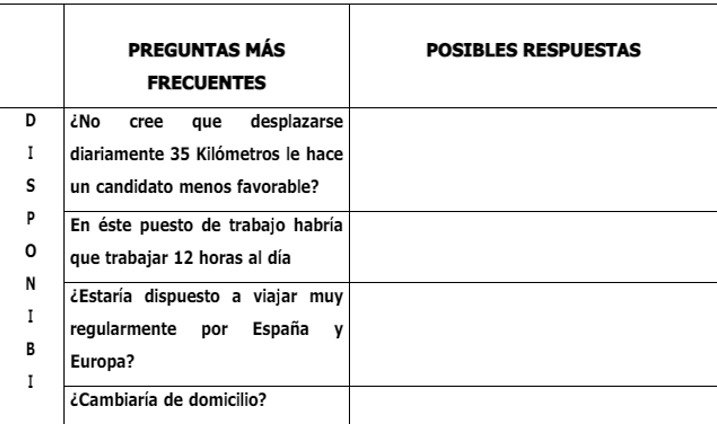 PREGUNTAS MÁS
FRECUENTES
POSIBLES RESPUESTAS
D
I
S
P
O
N
I
B
I
¿No cree que desplazarse
diariamente 35 Kilómetros le hace
un candidato menos favorable?
En éste puesto de trabajo habría
que trabajar 12 horas al día
¿Estaría dispuesto a viajar muy
regularmente por España y
Europa?
¿Cambiaría de domicilio?